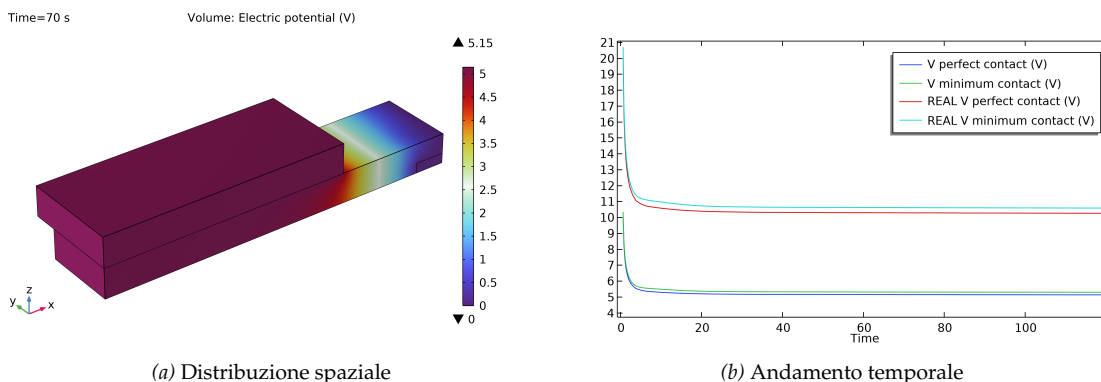 Time=70 s
Volume: Electric potential (V)
▲ 5.15
5
4.5
4
3.5
3
2.5
2
1.5
1
0.5
0
▼ 0
z
y
x
(a) Distribuzione spaziale
21
20
19
18
17
16
15
14
13
12
11
10
9
8
7
6
5
4
V perfect contact (V)
V minimum contact (V)
REAL V perfect contact (V)
REAL V minimum contact (V)
0 20 40 60 80 100
Time
(b) Andamento temporale